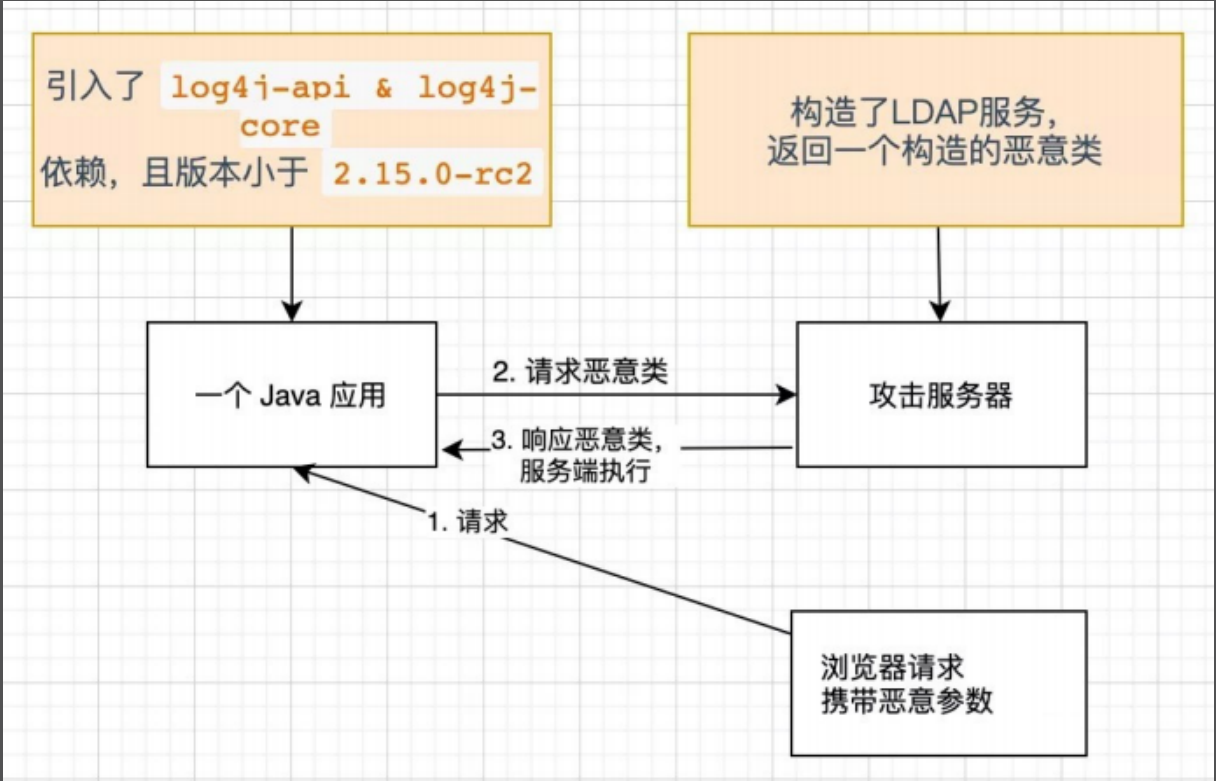 引入了 log4j-api & log4j-
core
依赖，且版本小于 2.15.0-rc2
构造了LDAP服务，
返回一个构造的恶意类
一个 Java 应用
2. 请求恶意类
3. 响应恶意类，
服务端执行
攻击服务器
1. 请求
浏览器请求
携带恶意参数